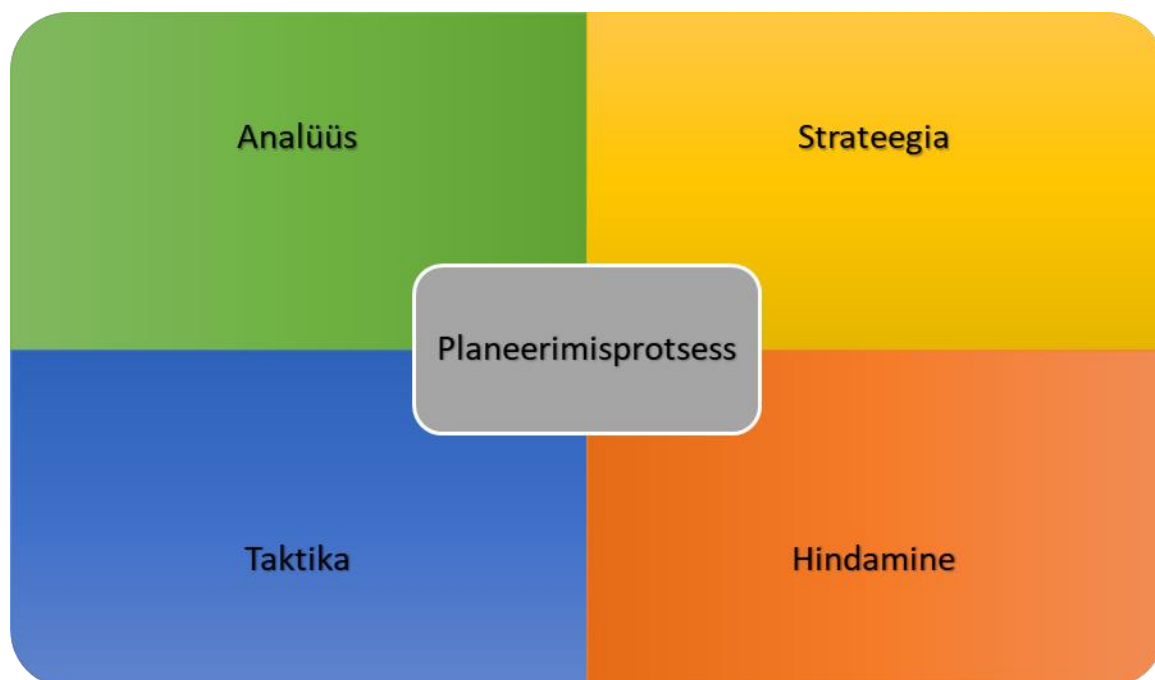 Analüüs
Strateegia
Planeerimisprotsess
Taktika
Hindamine